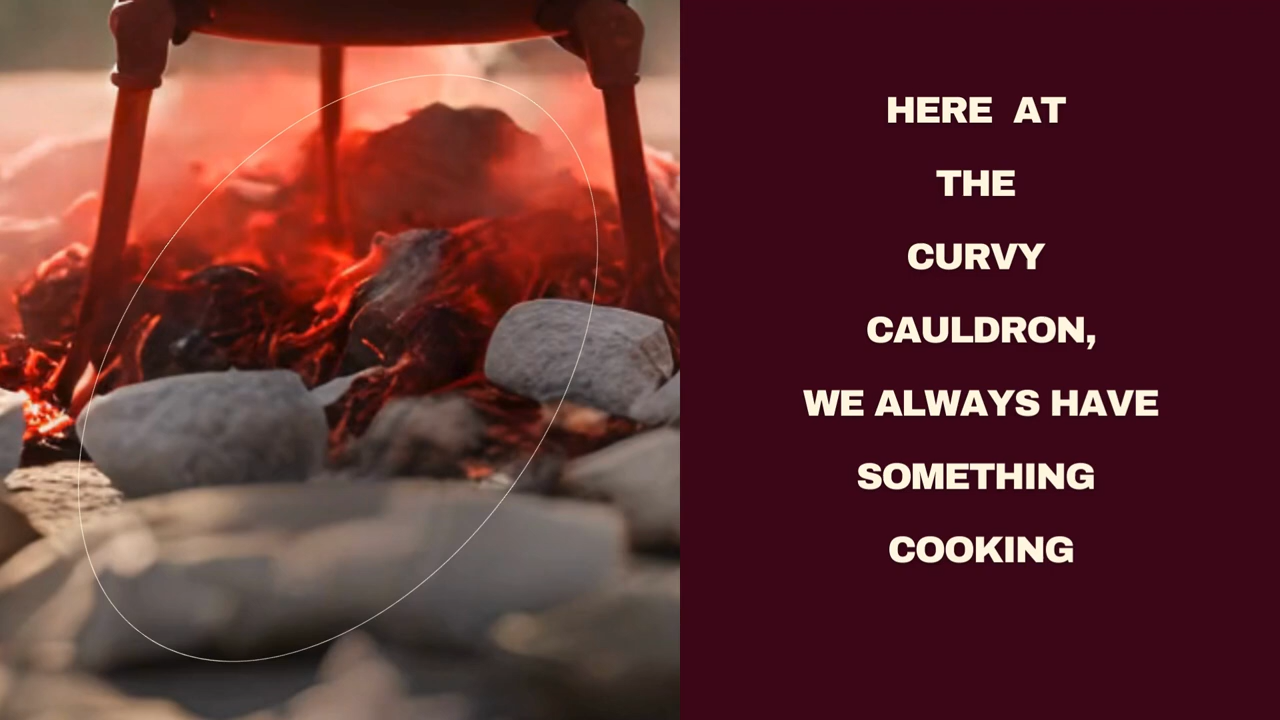 HERE AT
THE
CURVY
CAULDRON,
WE ALWAYS HAVE
SOMETHING
COOKING